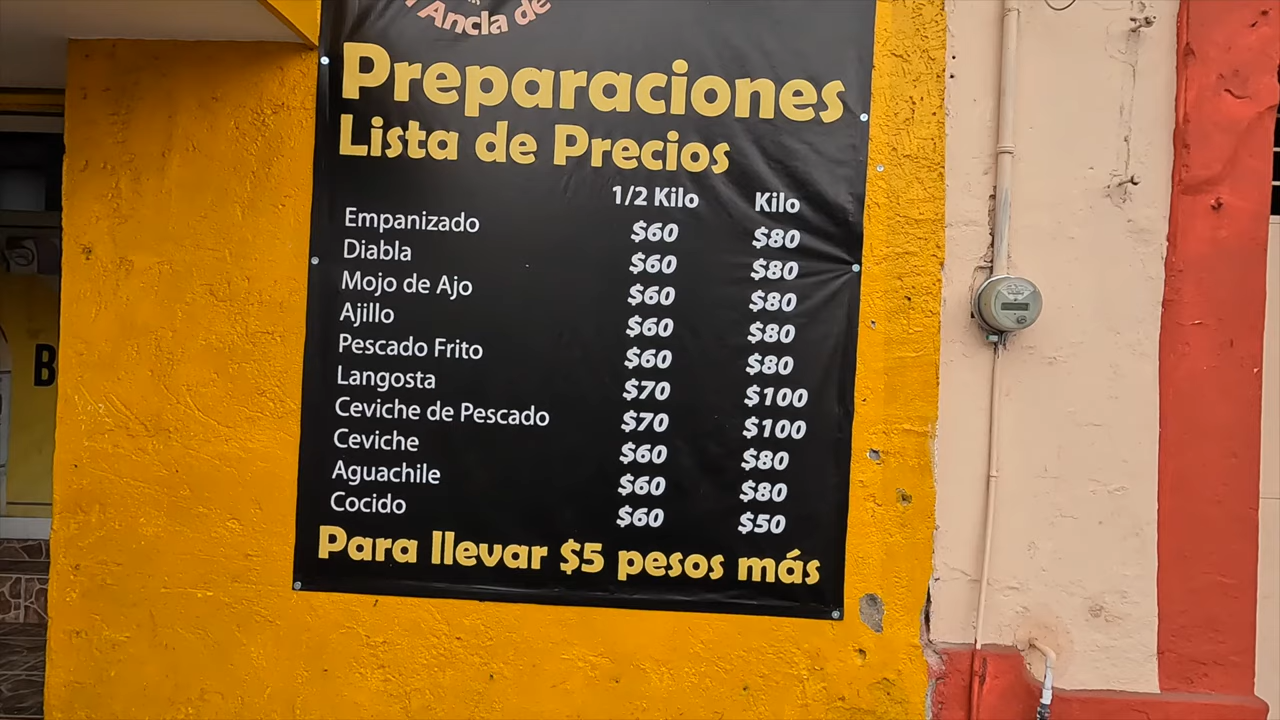 Ancla de
Preparaciones
Lista de Precios
1/2 Kilo Kilo
Empanizado $60 $80
Diabla $60 $80
Mojo de Ajo $60 $80
Ajillo $60 $80
Pescado Frito $60 $80
Langosta $70 $100
Ceviche de Pescado $70 $100
Ceviche $60 $80
Aguachile $60 $80
Cocido $60 $50
Para llevar $5 pesos más
B